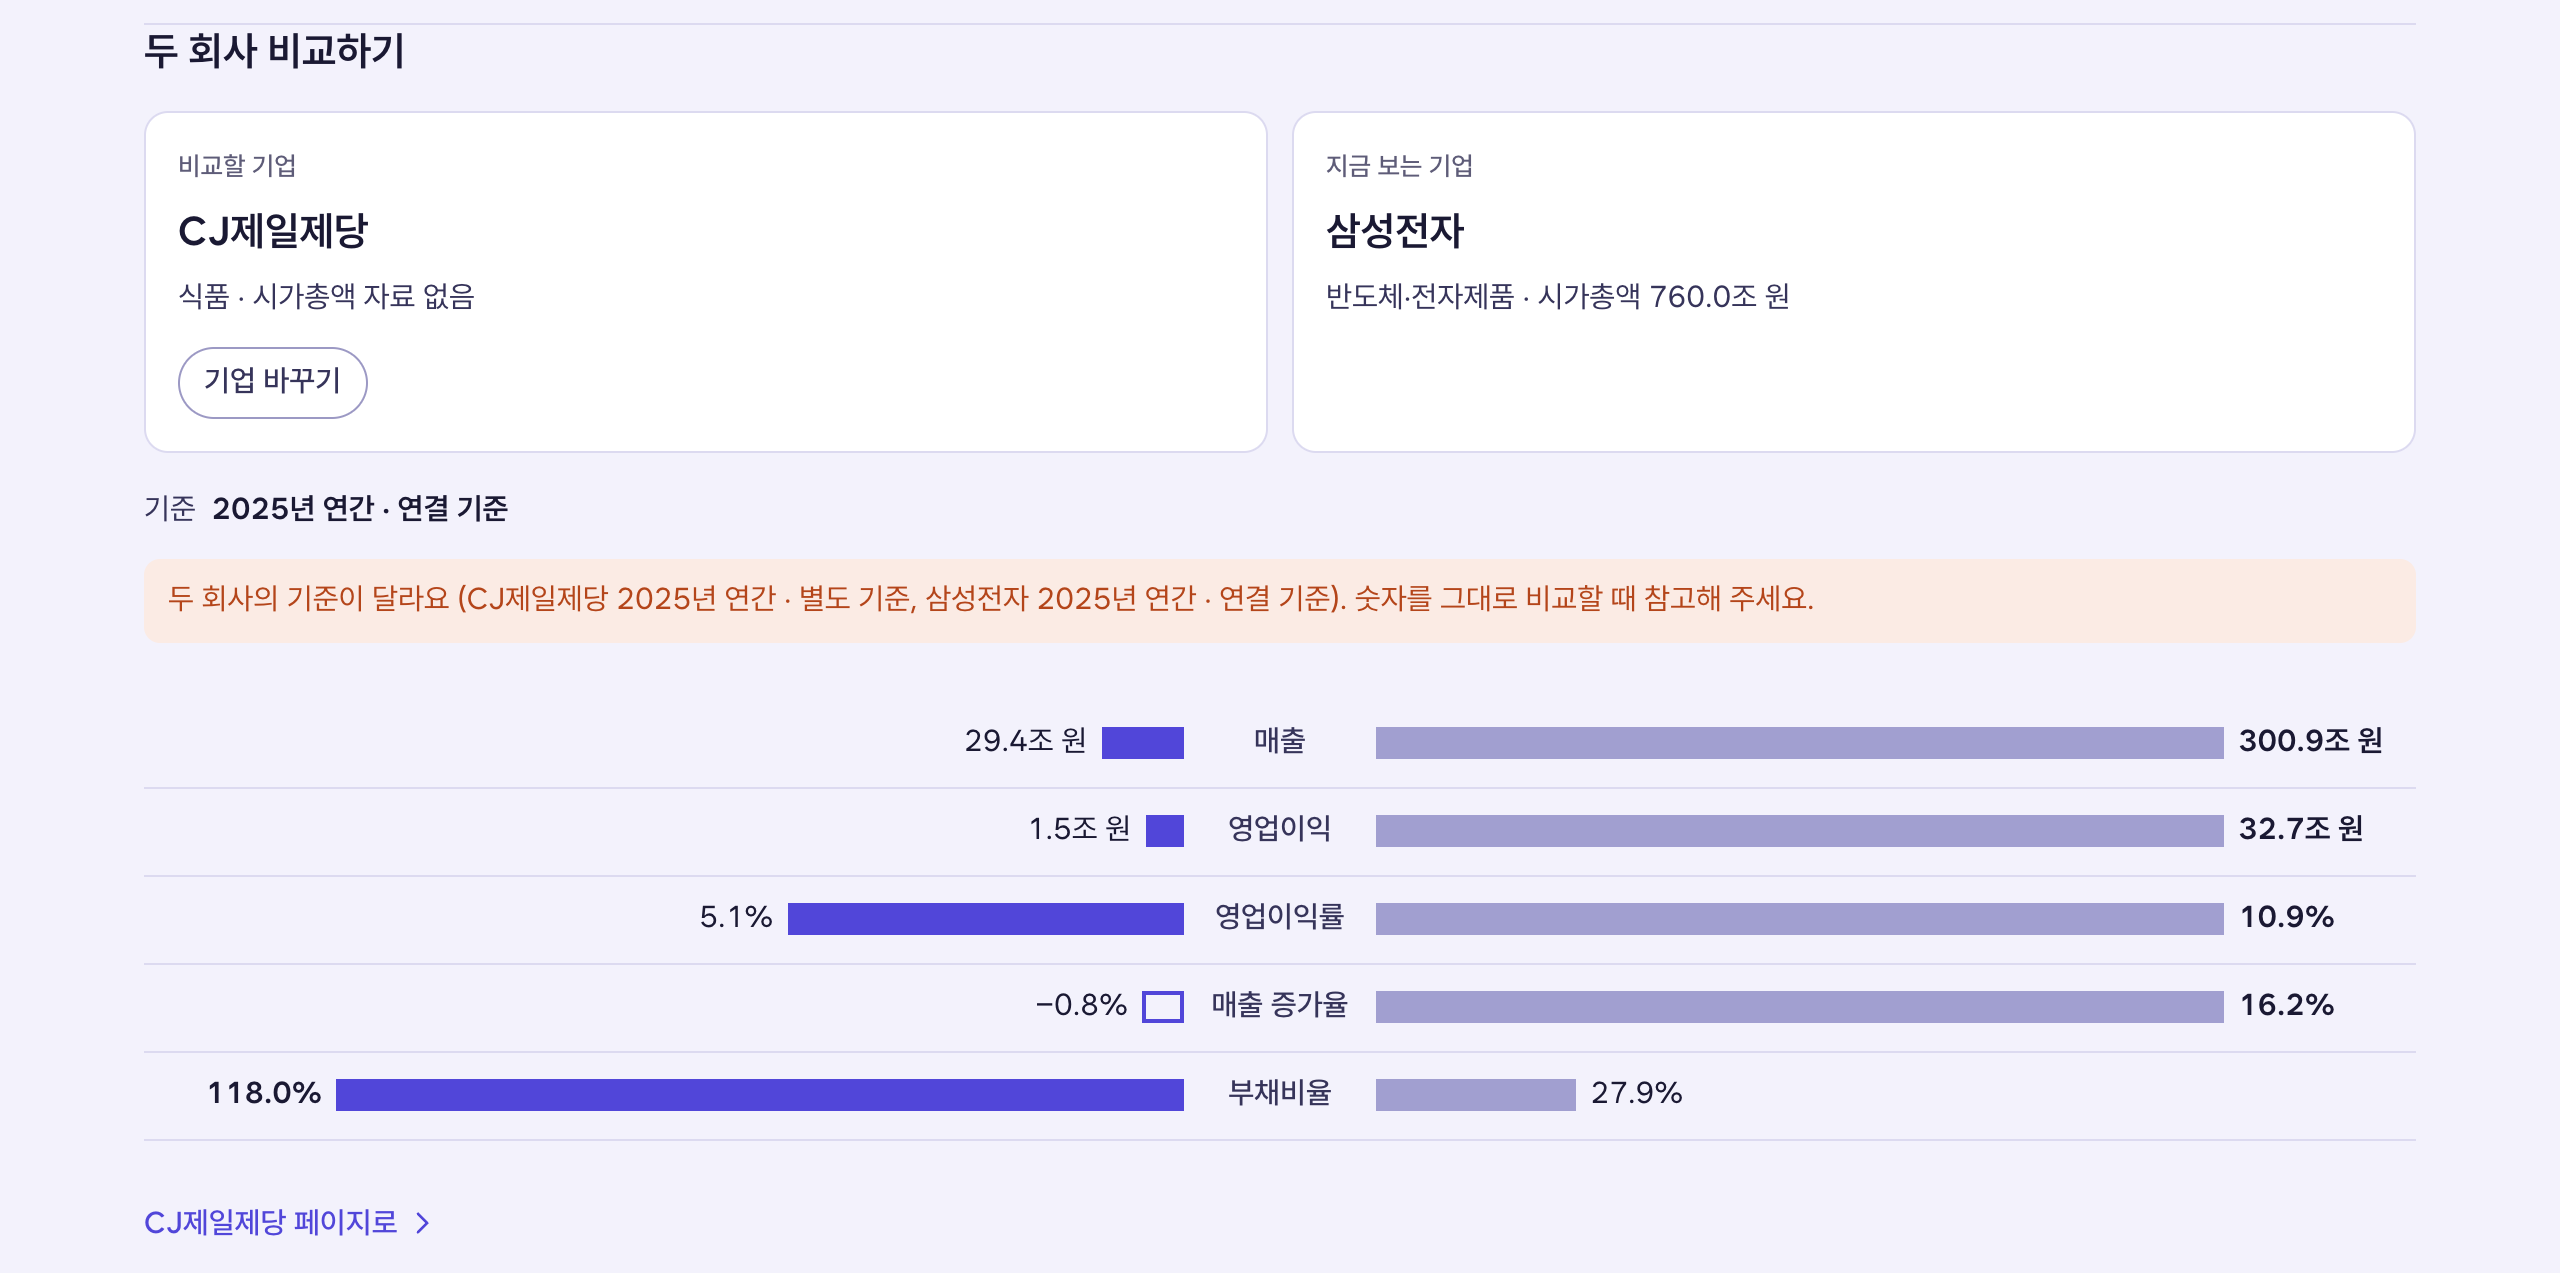 두 회사 비교하기
비교할 기업
CJ제일제당
식품 · 시가총액 자료 없음
기업 바꾸기
지금 보는 기업
삼성전자
반도체·전자제품 · 시가총액 760.0조 원
기준 2025년 연간 · 연결 기준
두 회사의 기준이 달라요 (CJ제일제당 2025년 연간 · 별도 기준, 삼성전자 2025년 연간 · 연결 기준). 숫자를 그대로 비교할 때 참고해 주세요.
29.4조 원 매출 300.9조 원
1.5조 원 영업이익 32.7조 원
5.1% 영업이익률 10.9%
−0.8% 매출 증가율 16.2%
118.0% 부채비율 27.9%
CJ제일제당 페이지로 >